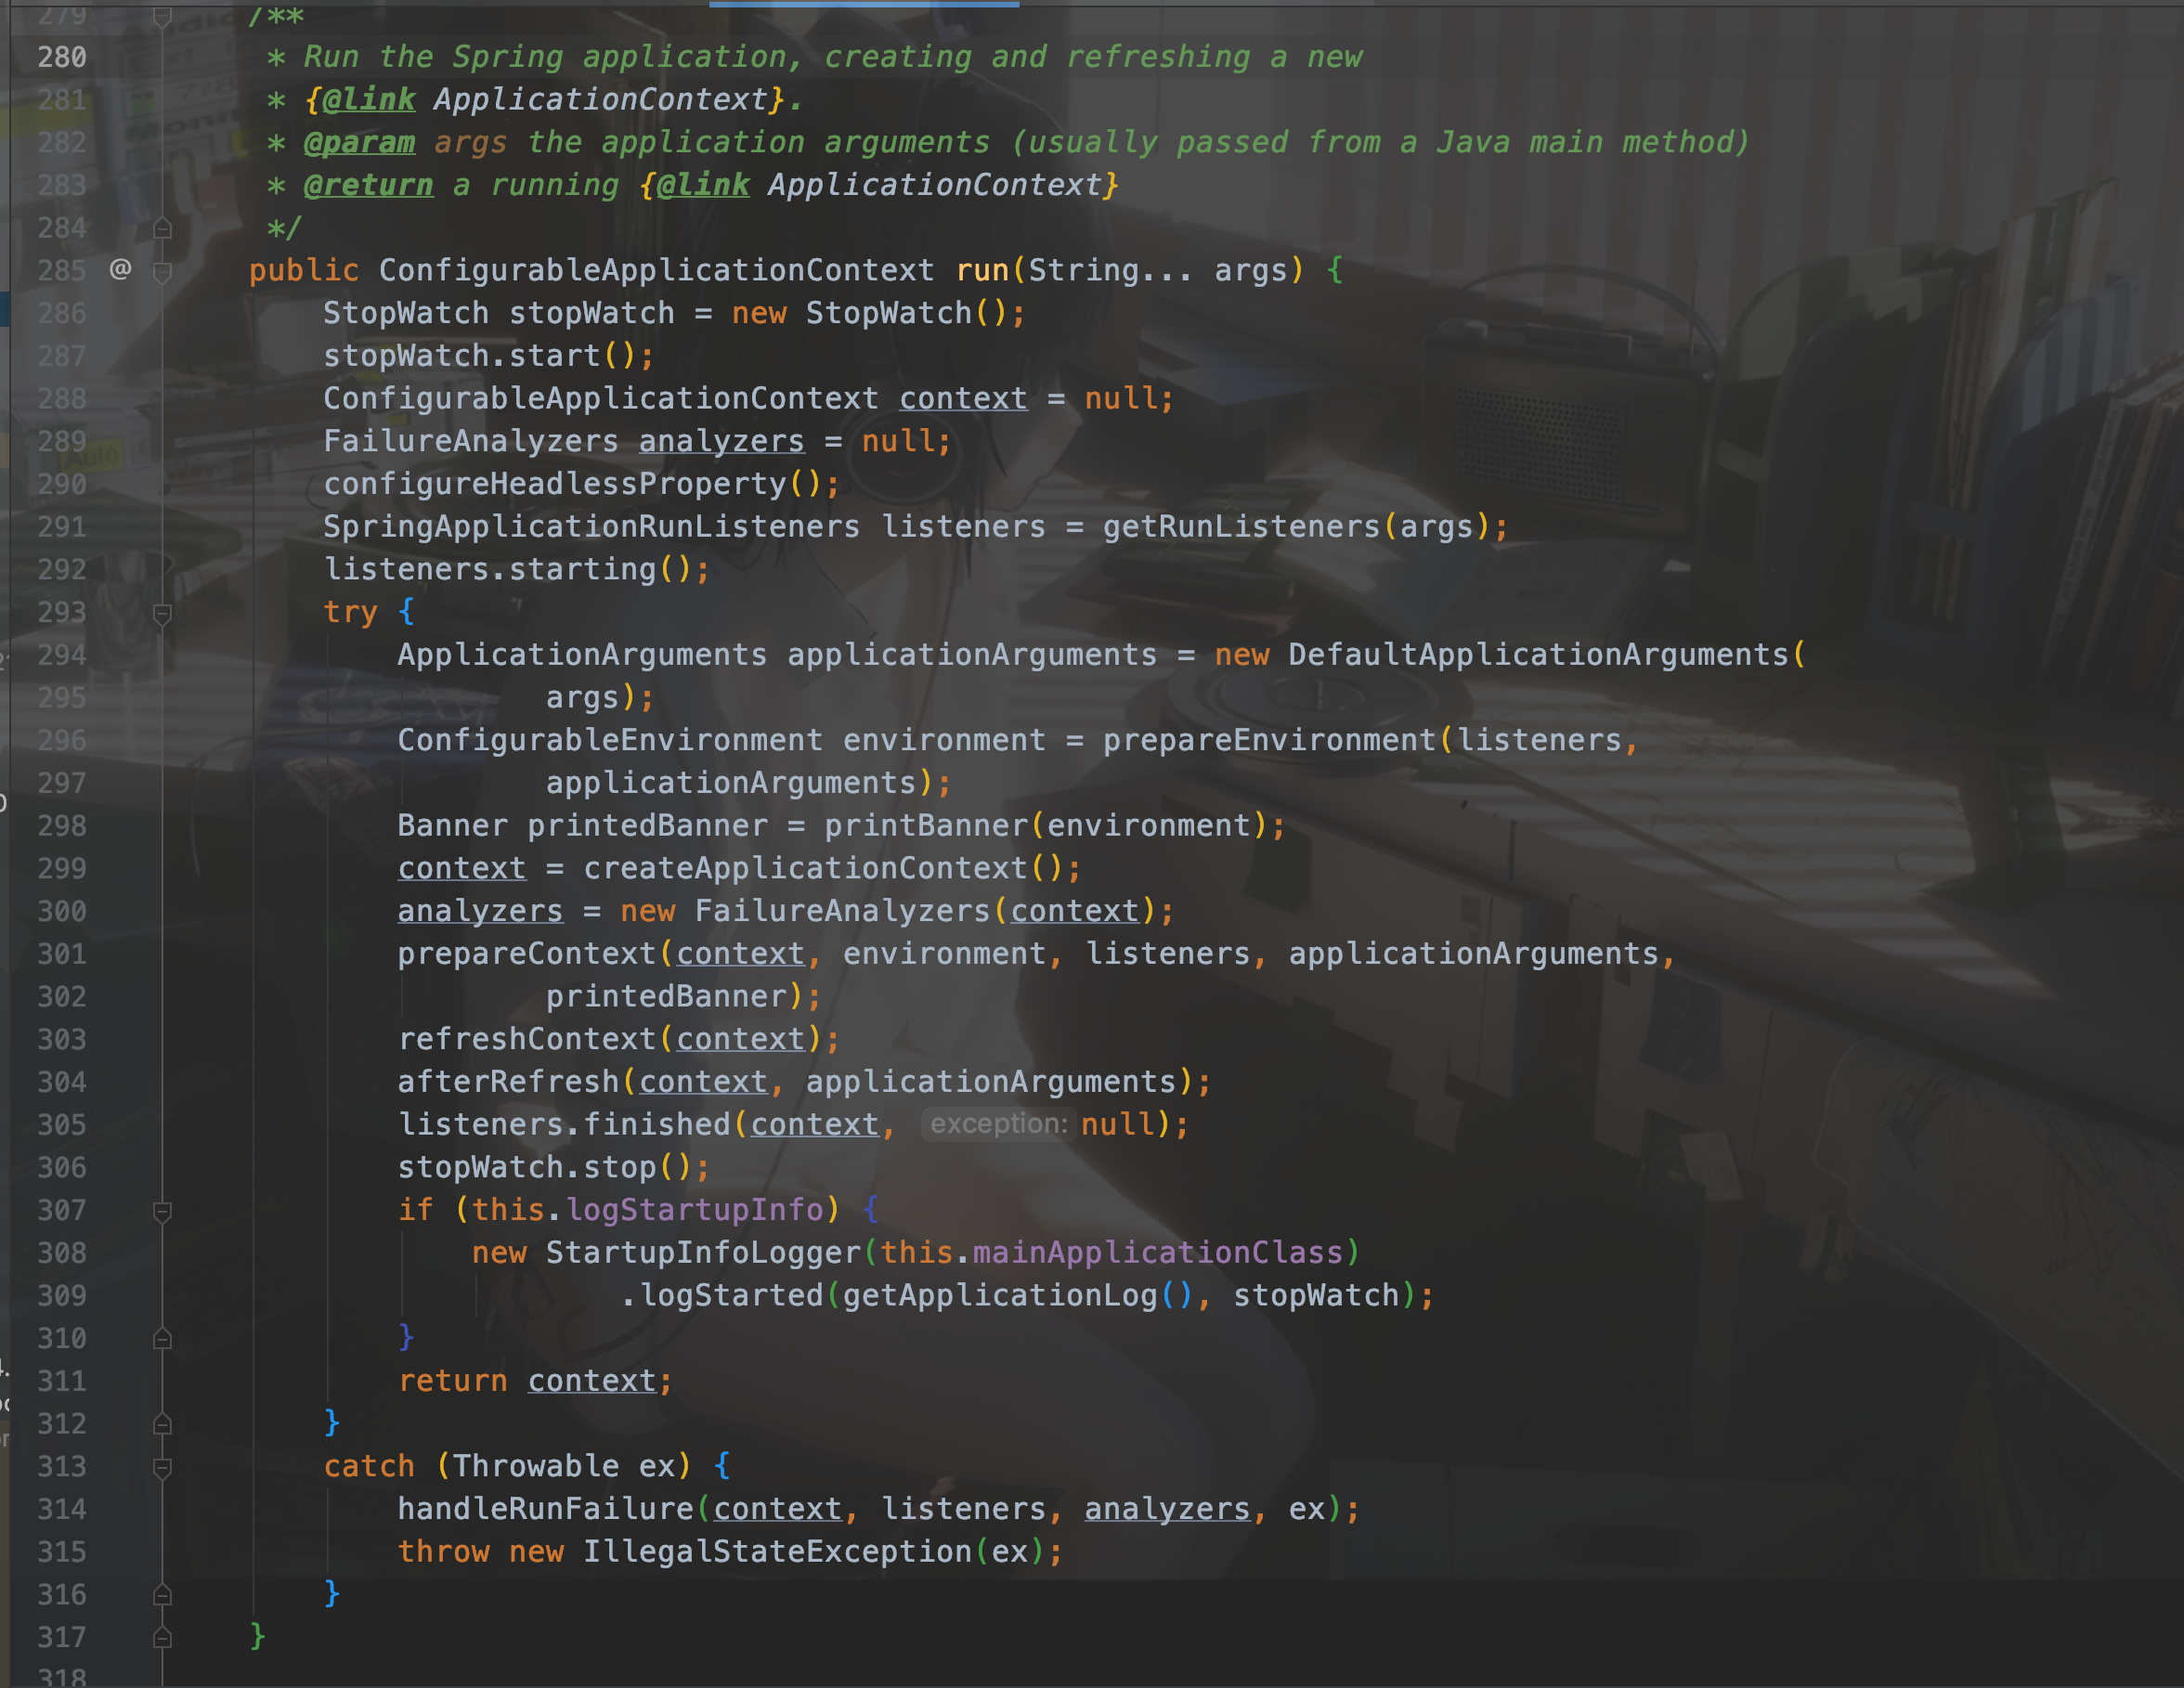 279 /**
280 * Run the Spring application, creating and refreshing a new
281 * {@link ApplicationContext}.
282 * @param args the application arguments (usually passed from a Java main method)
283 * @return a running {@link ApplicationContext}
284 */
285 @ public ConfigurableApplicationContext run(String... args) {
286 StopWatch stopWatch = new StopWatch();
287 stopWatch.start();
288 ConfigurableApplicationContext context = null;
289 FailureAnalyzers analyzers = null;
290 configureHeadlessProperty();
291 SpringApplicationRunListeners listeners = getRunListeners(args);
292 listeners.starting();
293 try {
294 ApplicationArguments applicationArguments = new DefaultApplicationArguments(
295 args);
296 ConfigurableEnvironment environment = prepareEnvironment(listeners,
297 applicationArguments);
298 Banner printedBanner = printBanner(environment);
299 context = createApplicationContext();
300 analyzers = new FailureAnalyzers(context);
301 prepareContext(context, environment, listeners, applicationArguments,
302 printedBanner);
303 refreshContext(context);
304 afterRefresh(context, applicationArguments);
305 listeners.finished(context, exception: null);
306 stopWatch.stop();
307 if (this.logStartupInfo) {
308 new StartupInfoLogger(this.mainApplicationClass)
309 .logStarted(getApplicationLog(), stopWatch);
310 }
311 return context;
312 }
313 catch (Throwable ex) {
314 handleRunFailure(context, listeners, analyzers, ex);
315 throw new IllegalStateException(ex);
316 }
317 }
318